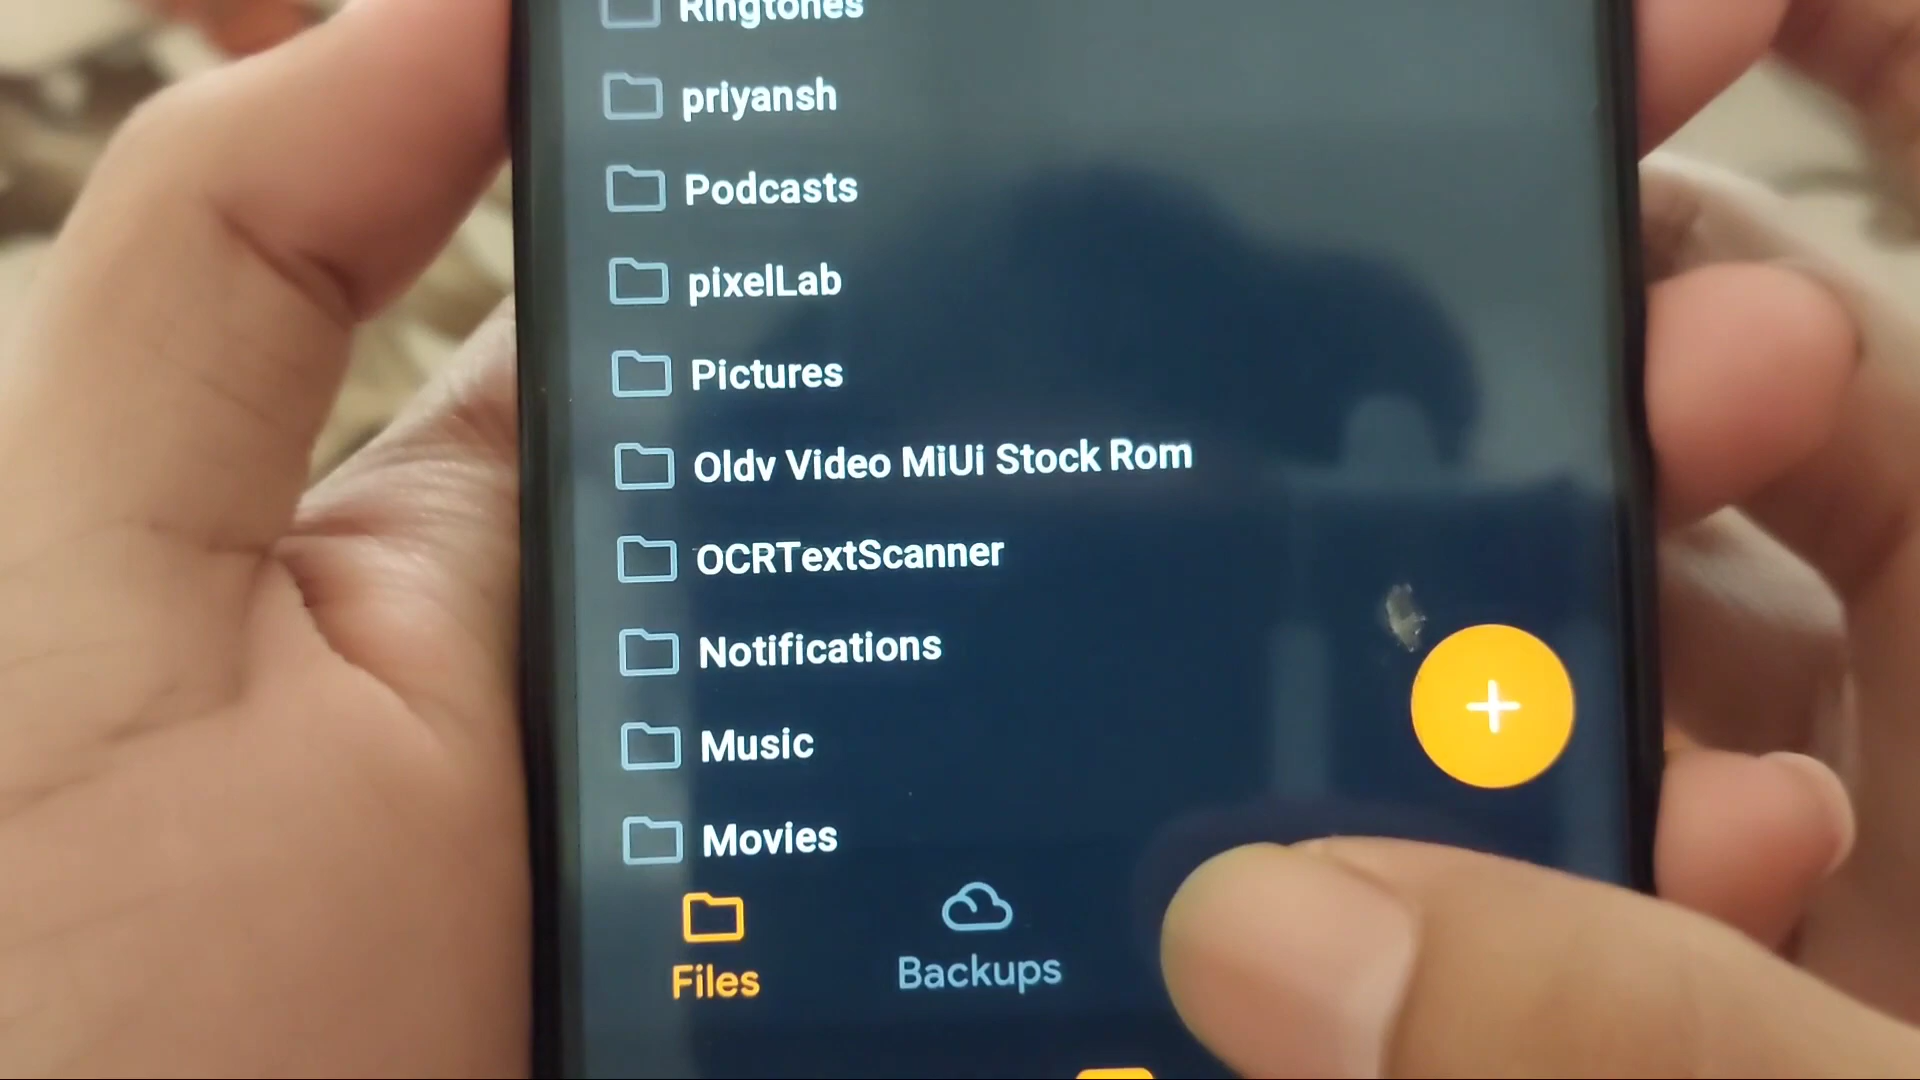 Ringtones
priyansh
Podcasts
pixelLab
Pictures
Oldv Video MiUi Stock Rom
OCRTextScanner
Notifications
Music
Movies
Files
Backups